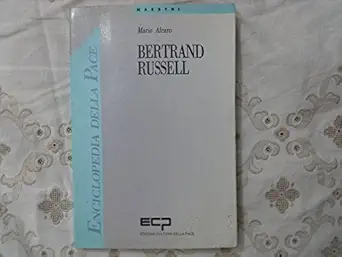 MAESTRI
Mario Alcaro
BERTRAND
RUSSELL
ENCICLOPEDIA DELLA PACE
ECP
EDIZIONI CULTURA DELLA PACE